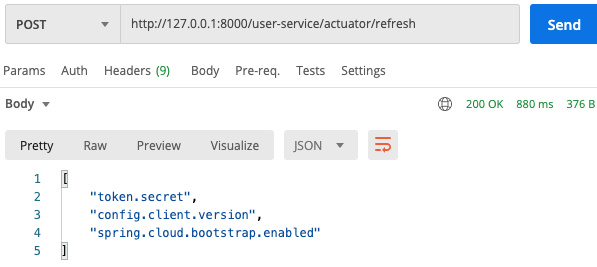 POST http://127.0.0.1:8000/user-service/actuator/refresh Send
Params Auth Headers (9) Body Pre-req. Tests Settings
Body 200 OK 880 ms 376 B
Pretty Raw Preview Visualize JSON
1 [
2 "token.secret",
3 "config.client.version",
4 "spring.cloud.bootstrap.enabled"
5 ]